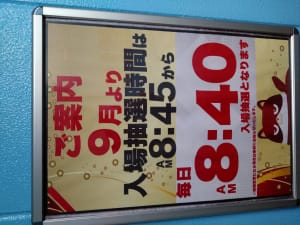 ご案内
9月より
入場抽選時間は
AM8:45から
毎日
AM8:40
入場抽選となります